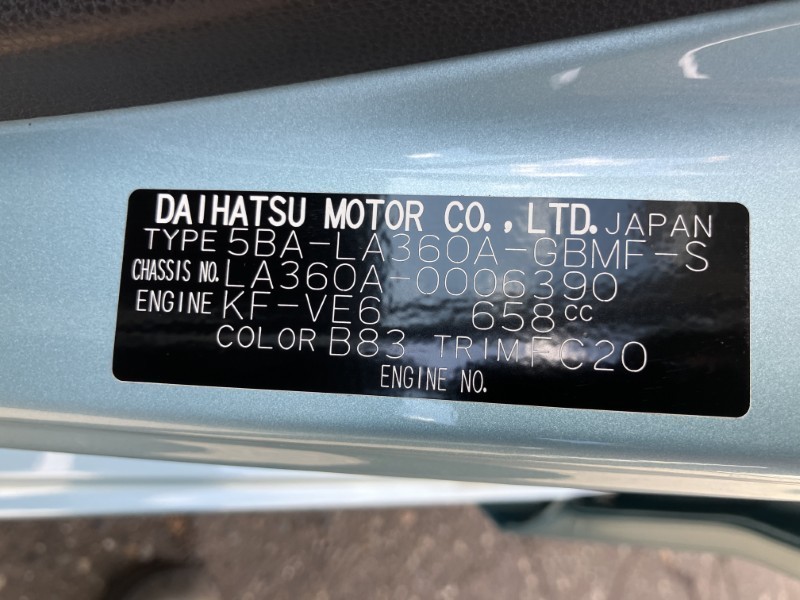 DAIHATSU MOTOR CO., LTD. JAPAN
TYPE 5BA-LA360A-GBMF-S
CHASSIS NO. LA360A-0006390
ENGINE KF-VE6 658cc
COLOR B83 TRIM FC20
ENGINE NO.